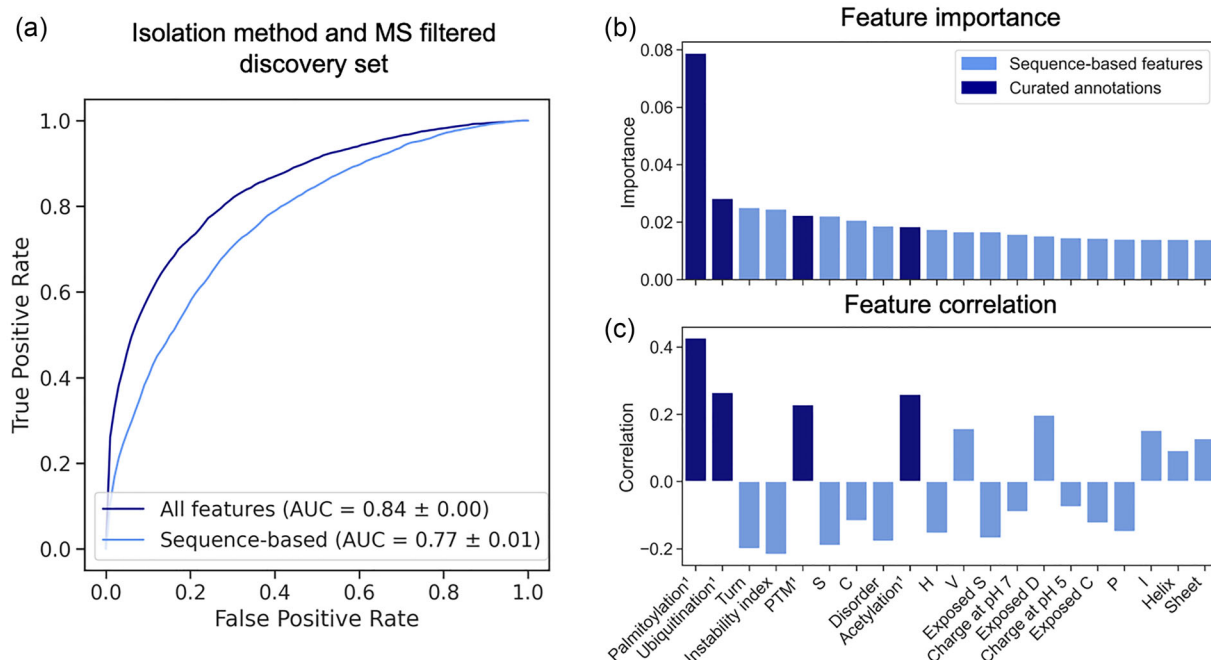 (a)
Isolation method and MS filtered
discovery set
True Positive Rate
1.0
0.8
0.6
0.4
0.2
0.0
All features (AUC = 0.84 ± 0.00)
Sequence-based (AUC = 0.77 ± 0.01)
0.0 0.2 0.4 0.6 0.8 1.0
False Positive Rate
(b)
Feature importance
Importance
0.08
0.06
0.04
0.02
0.00
Sequence-based features
Curated annotations
(c)
Feature correlation
Correlation
0.4
0.2
0.0
−0.2
Palmitoylation¹
Ubiquitination¹
Turn
Instability index
PTM¹
S
C
Disorder
Acetylation¹
H
V
Exposed S
Charge at pH 7
Exposed D
Charge at pH 5
Exposed C
P
I
Helix
Sheet